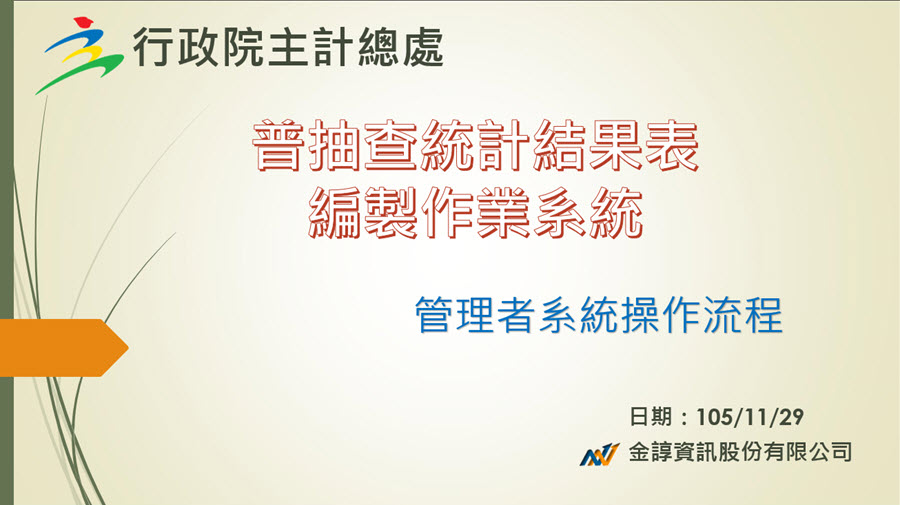 行政院主計總處
普抽查統計結果表
編製作業系統
管理者系統操作流程
日期：105/11/29
金諄資訊股份有限公司